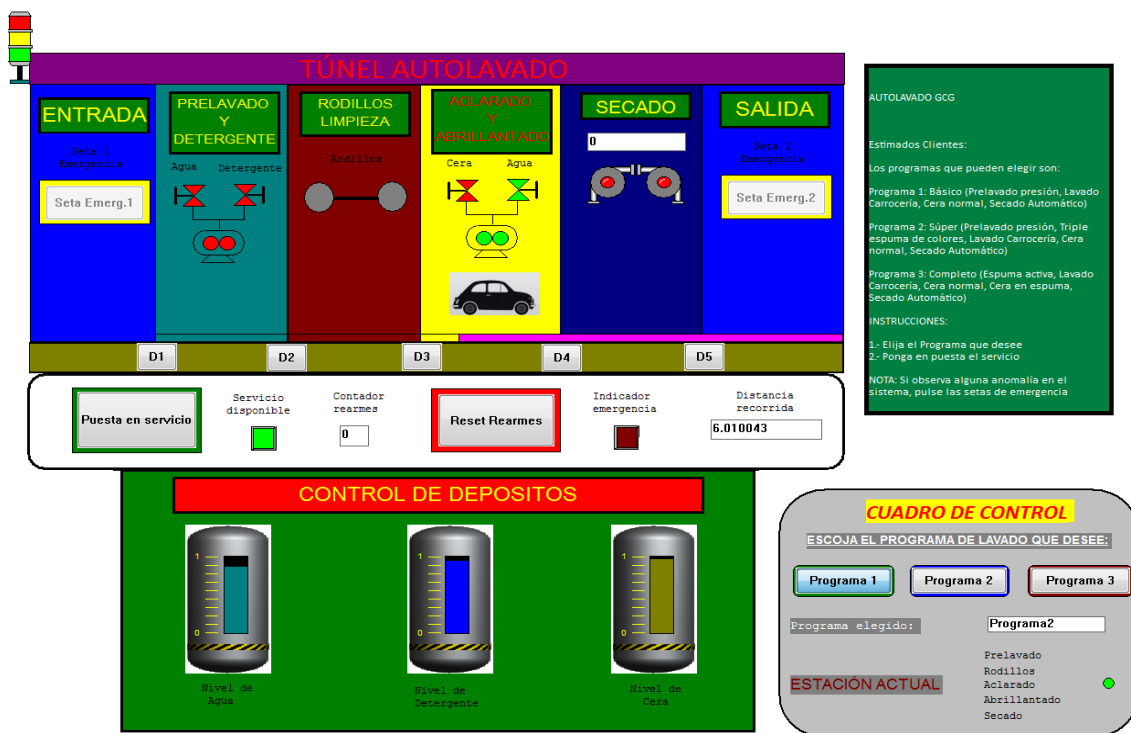 TÚNEL AUTOLAVADO
ENTRADA
PRELAVADO
Y
DETERGENTE
RODILLOS
LIMPIEZA
ACLARADO
Y
ABRILLANTADO
SECADO
SALIDA
Seta 1
Emergencia
Seta Emerg.1
Agua
Detergente
Rodillos
Cera
Agua
0
Seta 2
Emergencia
Seta Emerg.2
D1
D2
D3
D4
D5
AUTOLAVADO GCG
Estimados Clientes:
Los programas que pueden elegir son:
Programa 1: Básico (Prelavado presión, Lavado
Carrocería, Cera normal, Secado Automático)
Programa 2: Súper (Prelavado presión, Triple
espuma de colores, Lavado Carrocería, Cera
normal, Secado Automático)
Programa 3: Completo (Espuma activa, Lavado
Carrocería, Cera normal, Cera en espuma,
Secado Automático)
INSTRUCCIONES:
1.- Elija el Programa que desee
2.- Ponga en puesta el servicio
NOTA: Si observa alguna anomalía en el
sistema, pulse las setas de emergencia
Puesta en servicio
Servicio
disponible
Contador
rearmes
0
Reset Rearmes
Indicador
emergencia
Distancia
recorrida
6.010043
CONTROL DE DEPOSITOS
1
0
Nivel de
Agua
1
0
Nivel de
Detergente
1
0
Nivel de
Cera
CUADRO DE CONTROL
ESCOJA EL PROGRAMA DE LAVADO QUE DESEE:
Programa 1
Programa 2
Programa 3
Programa elegido:
Programa2
ESTACIÓN ACTUAL
Prelavado
Rodillos
Aclarado
Abrillantado
Secado